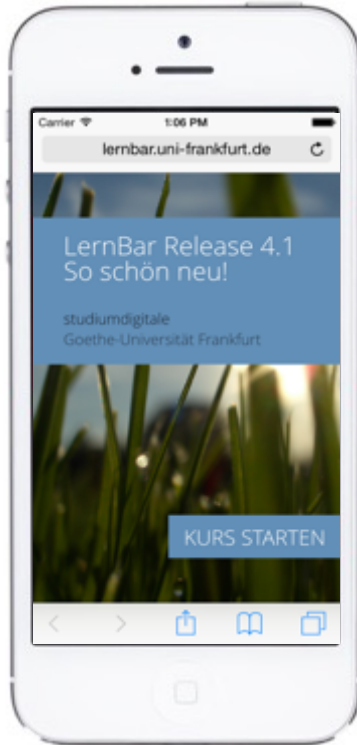 Carrier 1:06 PM
lernbar.uni-frankfurt.de
LernBar Release 4.1
So schön neu!
studiumdigitale
Goethe-Universität Frankfurt
KURS STARTEN